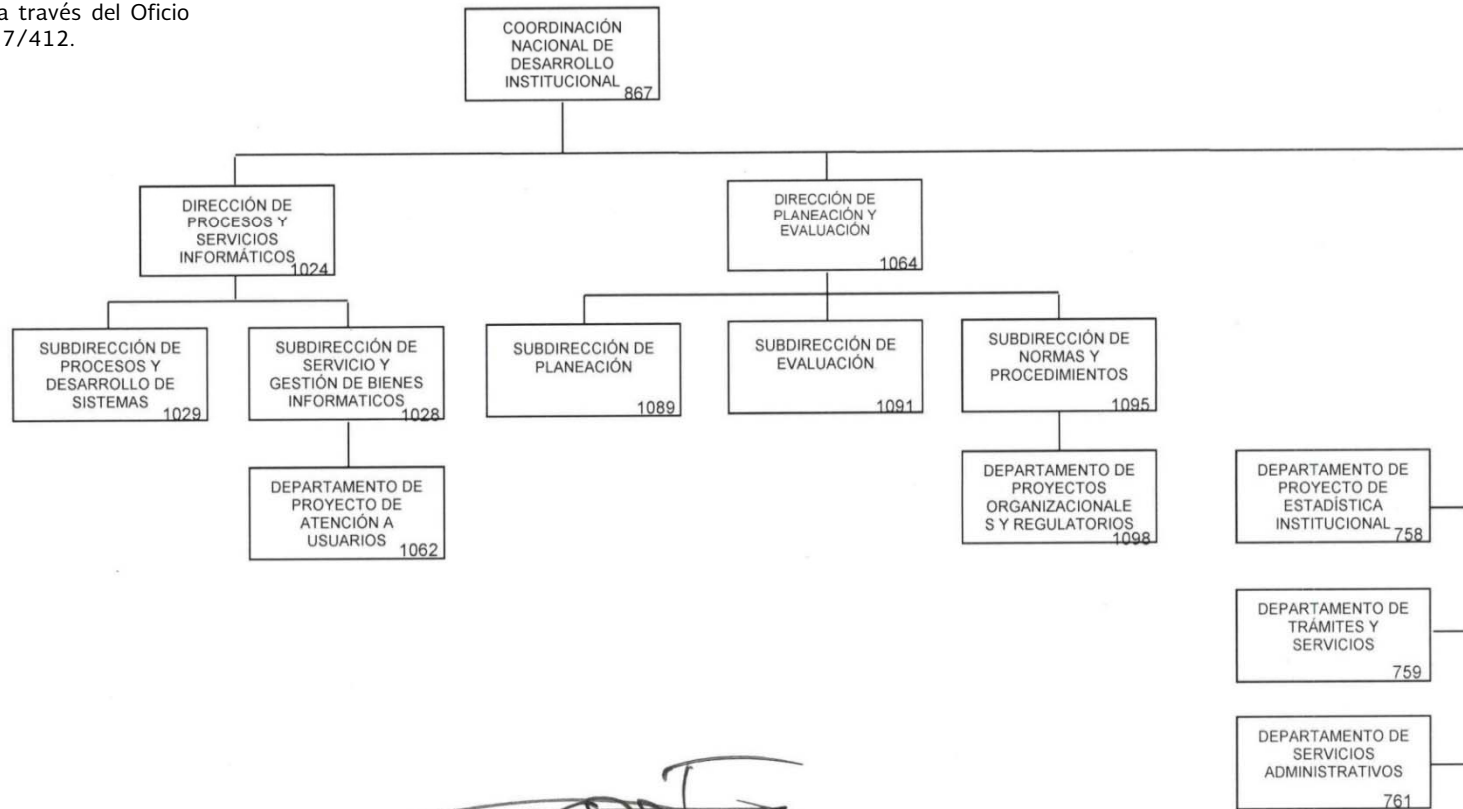 a través del Oficio
7/412.
COORDINACIÓN
NACIONAL DE
DESARROLLO
INSTITUCIONAL
867
DIRECCIÓN DE
PROCESOS Y
SERVICIOS
INFORMÁTICOS
1024
DIRECCIÓN DE
PLANEACIÓN Y
EVALUACIÓN
1064
SUBDIRECCIÓN DE
PROCESOS Y
DESARROLLO DE
SISTEMAS
1029
SUBDIRECCIÓN DE
SERVICIO Y
GESTIÓN DE BIENES
INFORMATICOS
1028
SUBDIRECCIÓN DE
PLANEACIÓN
1089
SUBDIRECCIÓN DE
EVALUACIÓN
1091
SUBDIRECCIÓN DE
NORMAS Y
PROCEDIMIENTOS
1095
DEPARTAMENTO DE
PROYECTO DE
ATENCIÓN A
USUARIOS
1062
DEPARTAMENTO DE
PROYECTOS
ORGANIZACIONALE
S Y REGULATORIOS
1098
DEPARTAMENTO DE
PROYECTO DE
ESTADÍSTICA
INSTITUCIONAL
758
DEPARTAMENTO DE
TRÁMITES Y
SERVICIOS
759
DEPARTAMENTO DE
SERVICIOS
ADMINISTRATIVOS
761